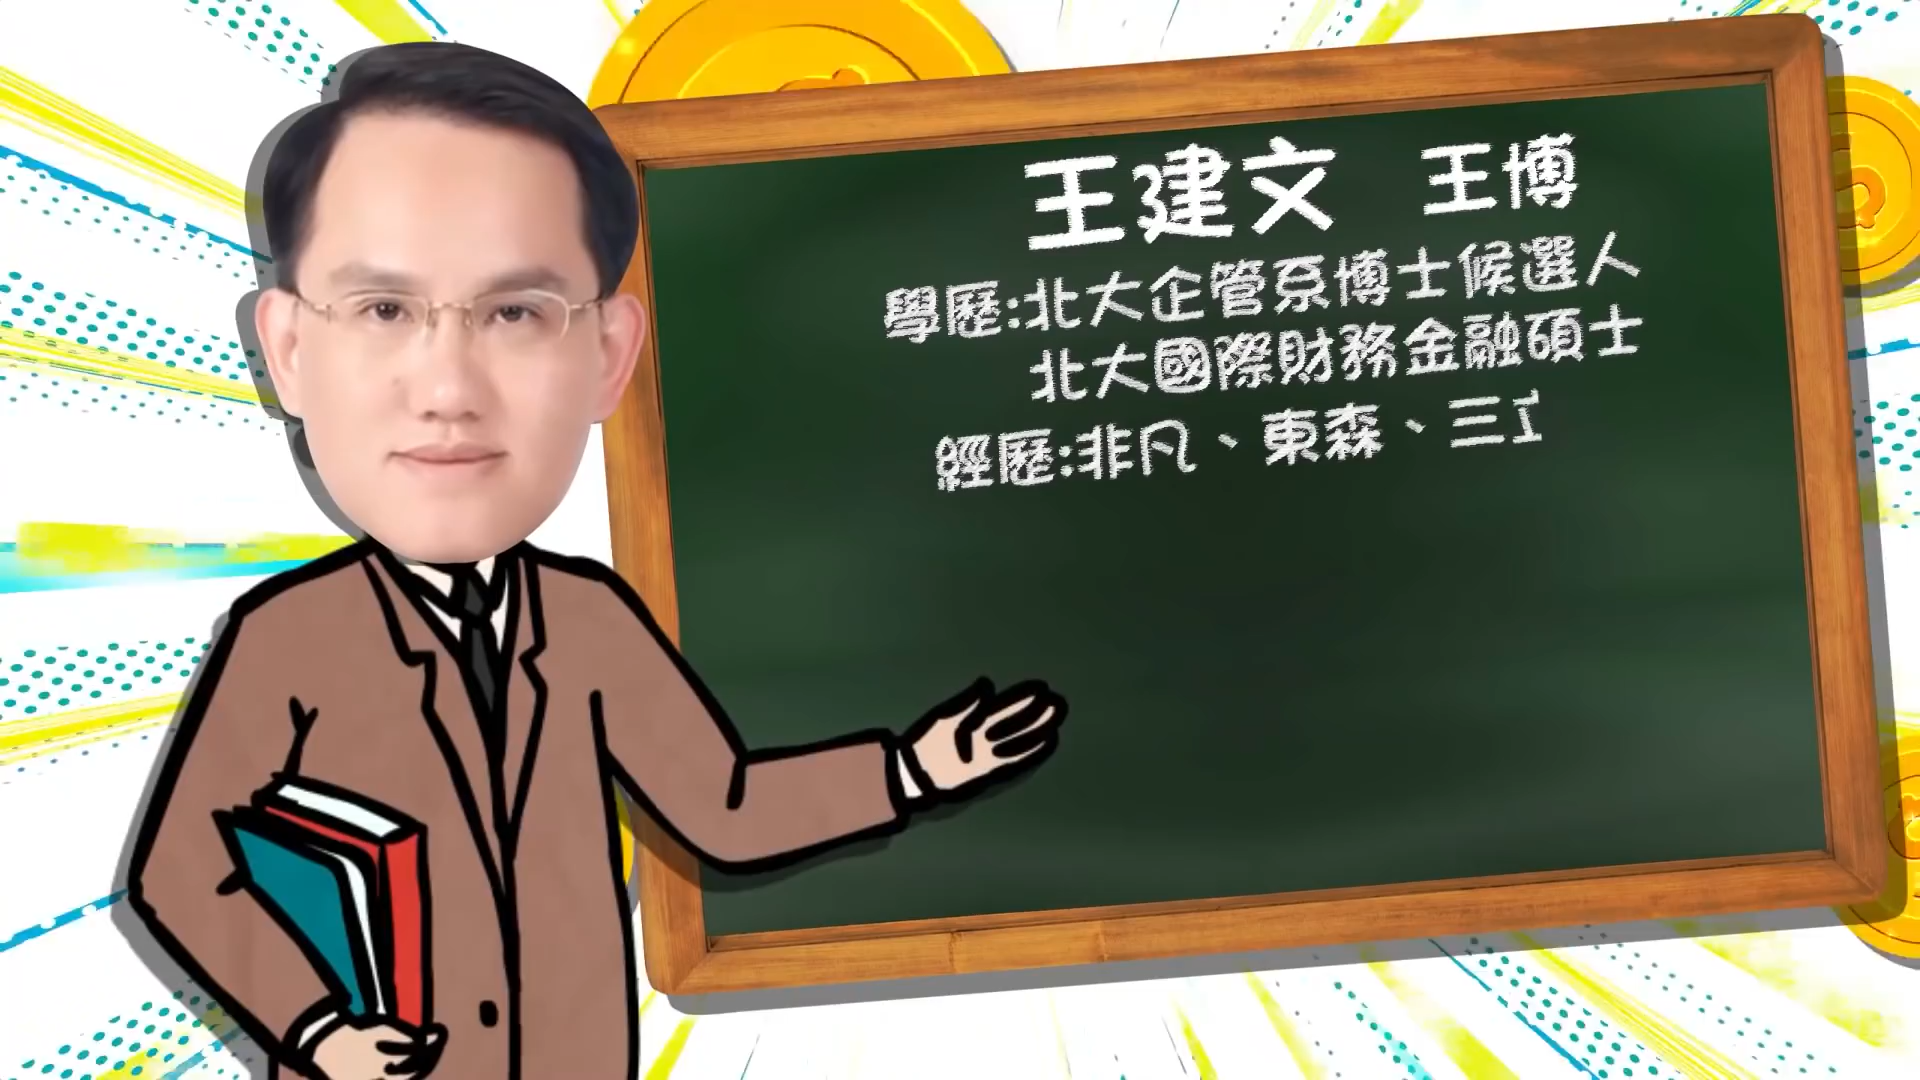 王建文 王博
學歷:北大企管系博士候選人
北大國際財務金融碩士
經歷:非凡、東森、三